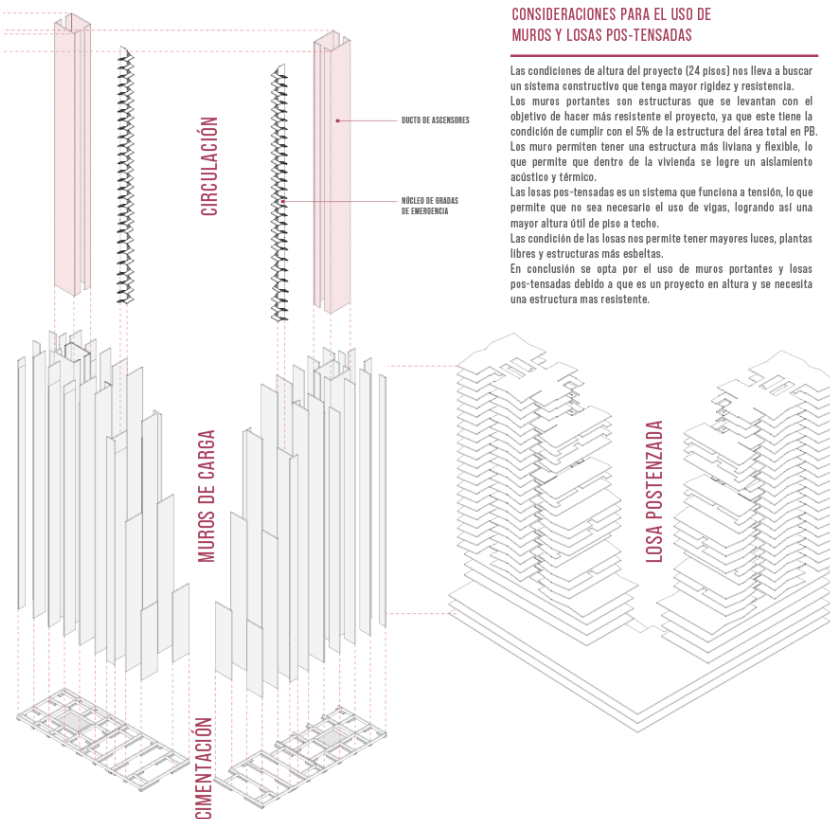 CONSIDERACIONES PARA EL USO DE
MUROS Y LOSAS POS-TENSADAS
Las condiciones de altura del proyecto (24 pisos) nos lleva a buscar
un sistema constructivo que tenga mayor rigidez y resistencia.
Los muros portantes son estructuras que se levantan con el
objetivo de hacer más resistente el proyecto, ya que este tiene la
condición de cumplir con el 5% de la estructura del área total en PB.
Los muro permiten tener una estructura más liviana y flexible, lo
que permite que dentro de la vivienda se logre un aislamiento
acústico y térmico.
Las losas pos-tensadas es un sistema que funciona a tensión, lo que
permite que no sea necesario el uso de vigas, logrando así una
mayor altura útil de piso a techo.
Las condición de las losas nos permite tener mayores luces, plantas
libres y estructuras más esbeltas.
En conclusión se opta por el uso de muros portantes y losas
pos-tensadas debido a que es un proyecto en altura y se necesita
una estructura mas resistente.
CIRCULACIÓN
DUCTO DE ASCENSORES
NÚCLEO DE GRADAS
DE EMERGENCIA
MUROS DE CARGA
LOSA POSTENZADA
CIMENTACIÓN